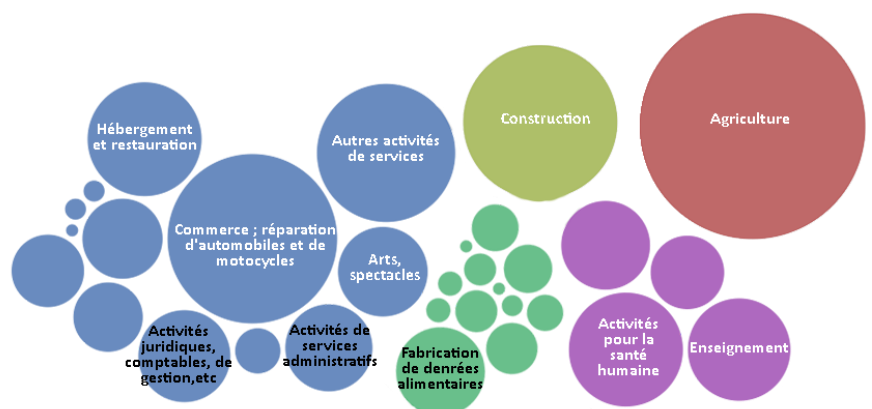 Hébergement
et restauration
Autres activités
de services
Construction
Agriculture
Commerce ; réparation
d'automobiles et de
motocycles
Arts,
spectacles
Activités
juridiques,
comptables, de
gestion,etc
Activités de
services
administratifs
Fabrication
de denrées
alimentaires
Activités
pour la
santé
humaine
Enseignement